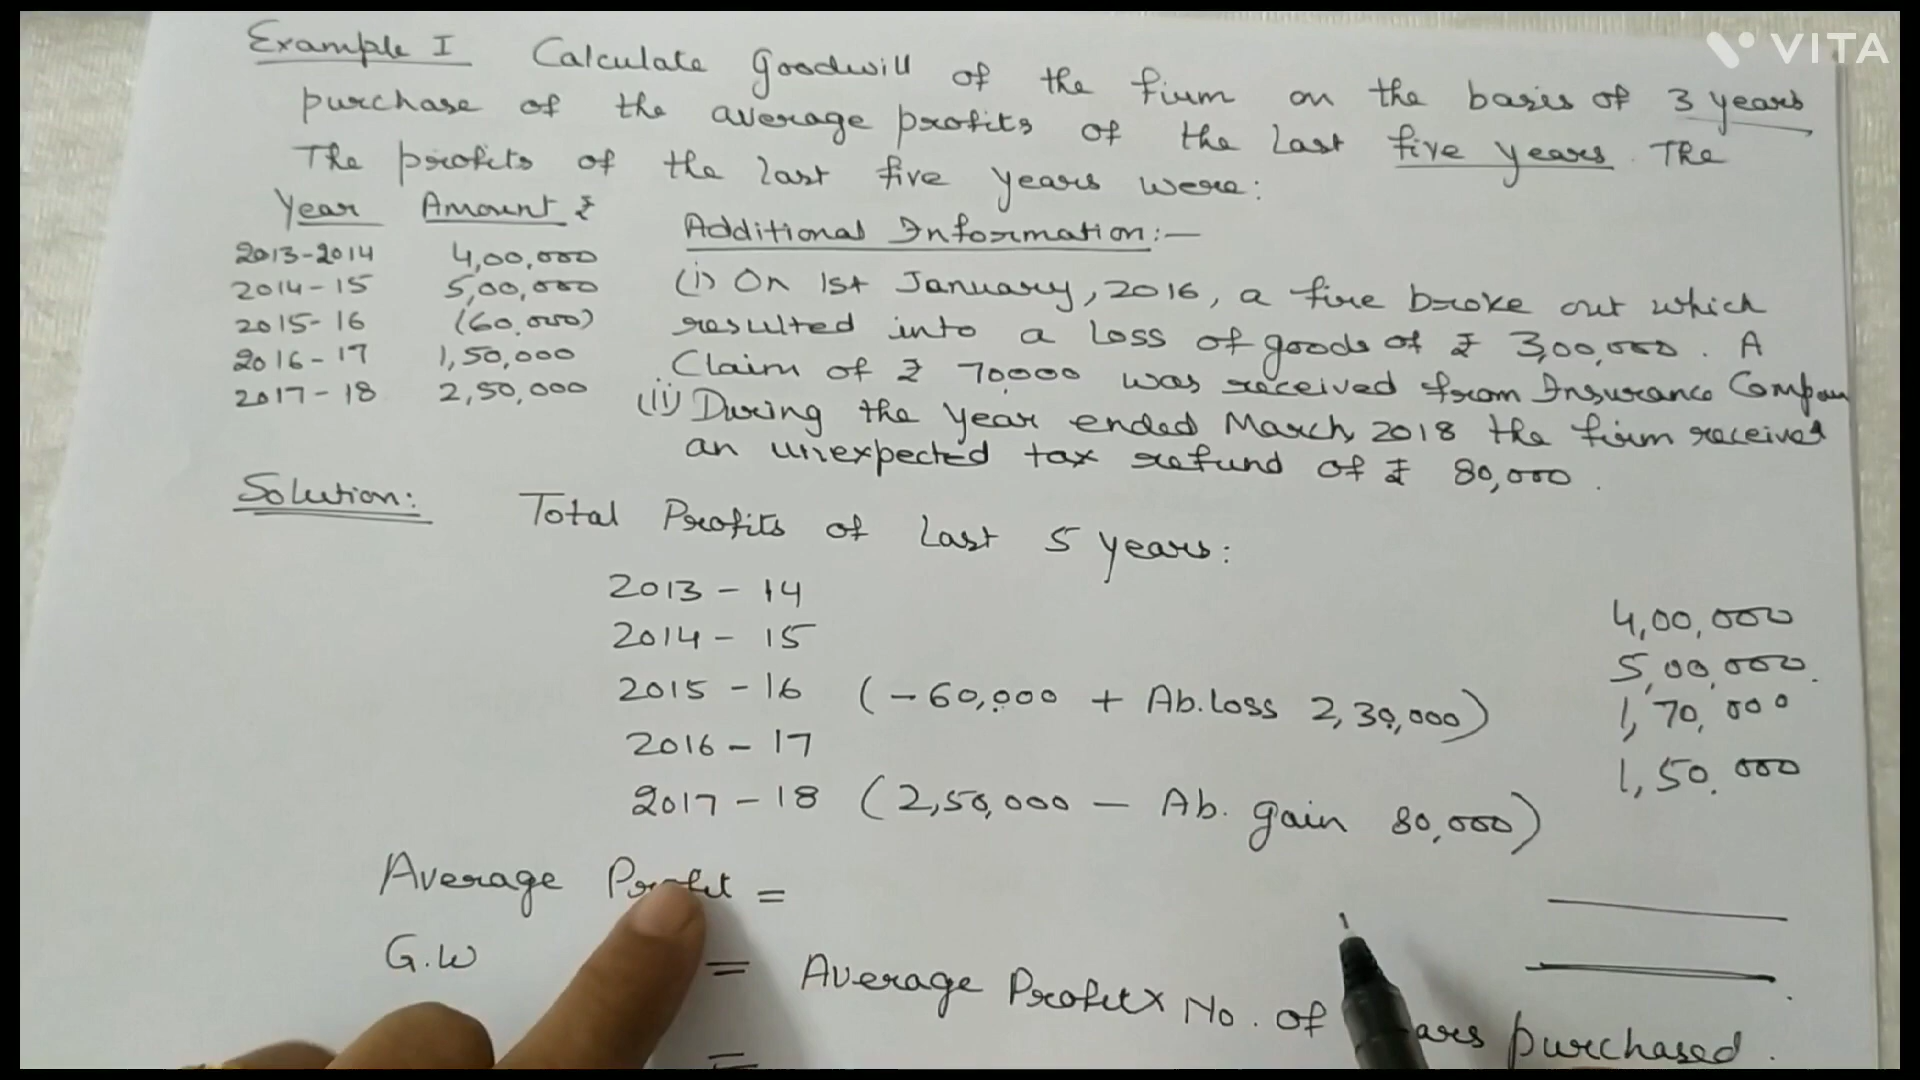 VITA
Example I Calculate Goodwill of the firm on the basis of 3 years
purchase of the average profits of the last five years. The
The profits of the last five years were:
Year Amount ₹
2013-2014 4,00,000
2014-15 5,00,000
2015-16 (60,000)
2016-17 1,50,000
2017-18 2,50,000
Additional Information:-
(i) On 1st January, 2016, a fire broke out which
resulted into a loss of goods of ₹ 3,00,000. A
Claim of ₹ 70000 was received from Insurance
(ii) During the year ended March, 2018 the firm received
an unexpected tax refund of ₹ 80,000.
Solution: Total Profits of last 5 years:
2013-14 4,00,000
2014-15 5,00,000.
2015-16 (-60,000 + Ab.loss 2,30,000) 1,70,000
2016-17 1,50,000
2017-18 (2,50,000 - Ab. gain 80,000)
Average =
G.W = Average Profit x No. of purchased.
=